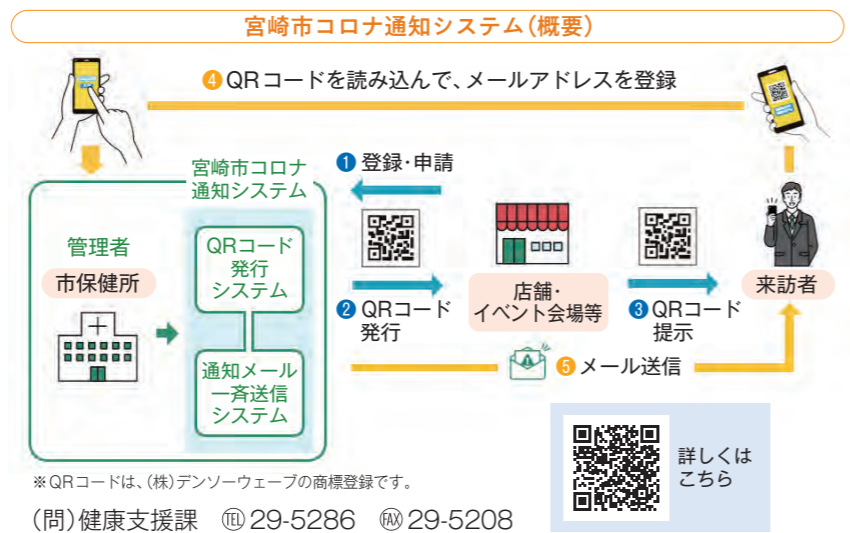 宮崎市コロナ通知システム（概要）
❹QRコードを読み込んで、メールアドレスを登録
宮崎市コロナ
通知システム
管理者
市保健所
QRコード
発行
システム
通知メール
一斉送信
システム
❶登録・申請
❷QRコード
発行
店舗・
イベント会場等
❸QRコード
提示
来訪者
❺メール送信
※QRコードは、（株）デンソーウェーブの商標登録です。
詳しくは
こちら
（問）健康支援課　℡29-5286　FAX29-5208